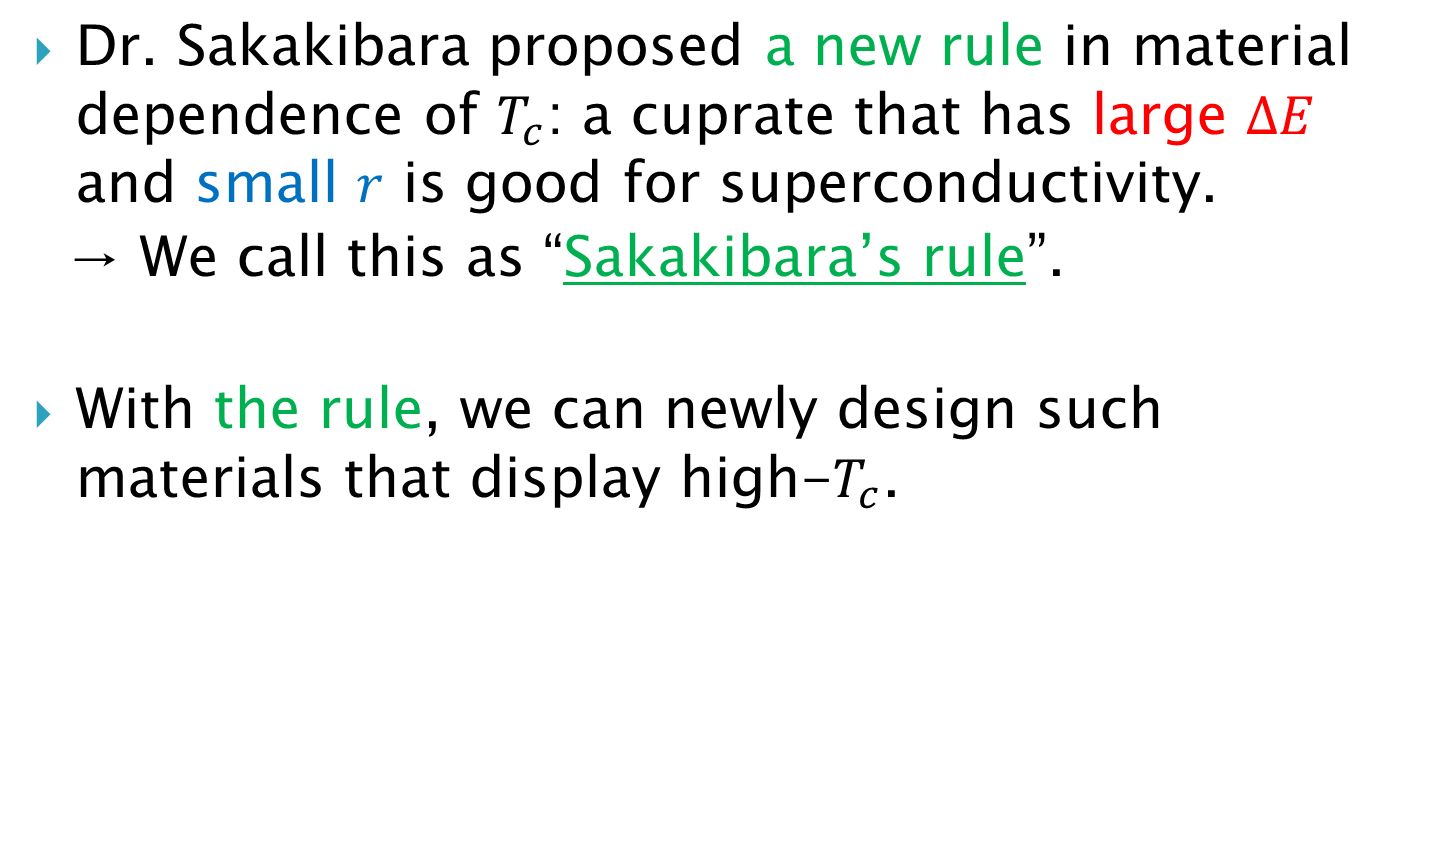 Dr. Sakakibara proposed a new rule in material
dependence of T_c: a cuprate that has large ΔE
and small r is good for superconductivity.
→ We call this as “Sakakibara’s rule”.
With the rule, we can newly design such
materials that display high-T_c.